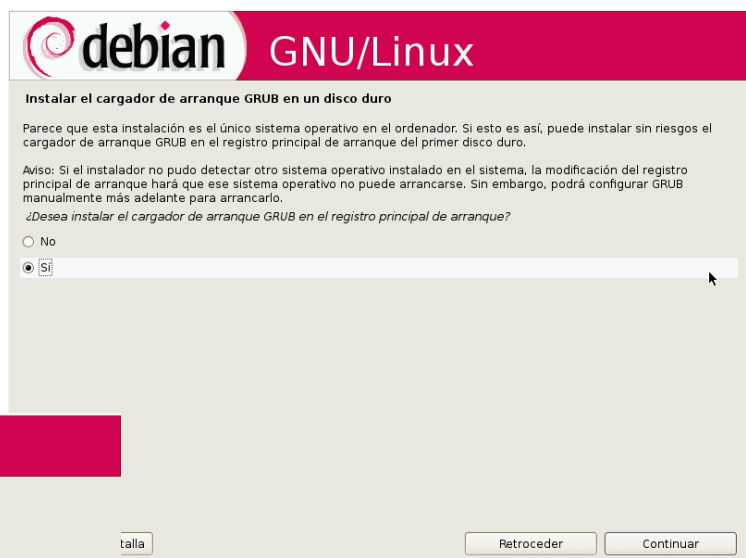 debian GNU/Linux
Instalar el cargador de arranque GRUB en un disco duro
Parece que esta instalación es el único sistema operativo en el ordenador. Si esto es así, puede instalar sin riesgos el
cargador de arranque GRUB en el registro principal de arranque del primer disco duro.
Aviso: Si el instalador no pudo detectar otro sistema operativo instalado en el sistema, la modificación del registro
principal de arranque hará que ese sistema operativo no puede arrancarse. Sin embargo, podrá configurar GRUB
manualmente más adelante para arrancarlo.
¿Desea instalar el cargador de arranque GRUB en el registro principal de arranque?
No
Sí
talla Retroceder Continuar